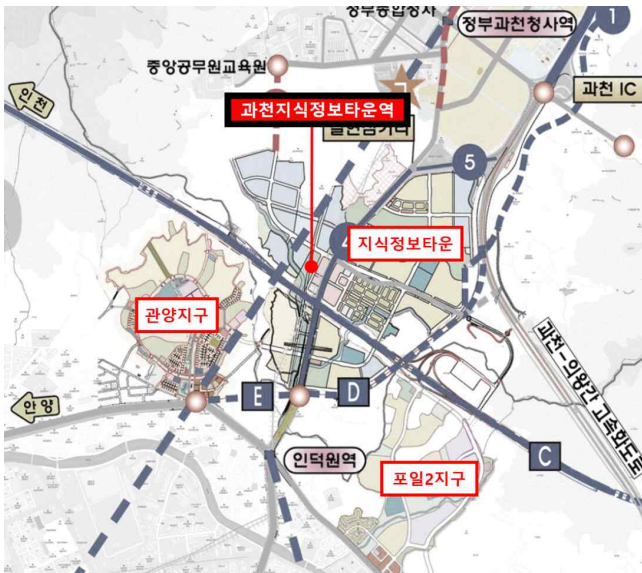 정부종합청사
정부과천청사역
1
중앙공무원교육원
과천 IC
인천
과천지식정보타운역
5
4
지식정보타운
관양지구
과천-의왕간 고속화도로
안양
E
D
C
인덕원역
포일2지구